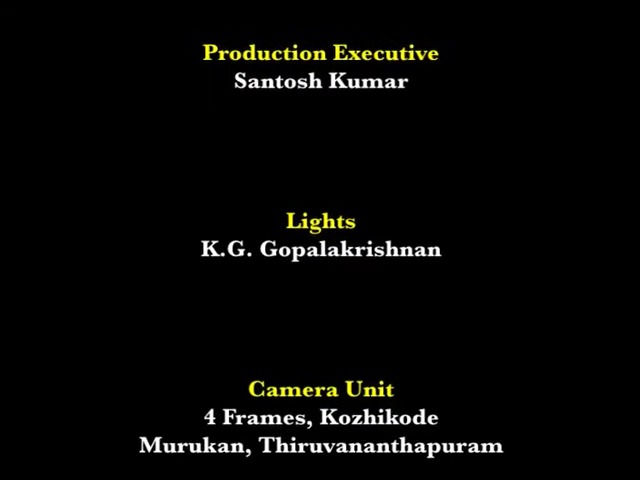 Production Executive
Santosh Kumar
Lights
K.G. Gopalakrishnan
Camera Unit
4 Frames, Kozhikode
Murukan, Thiruvananthapuram